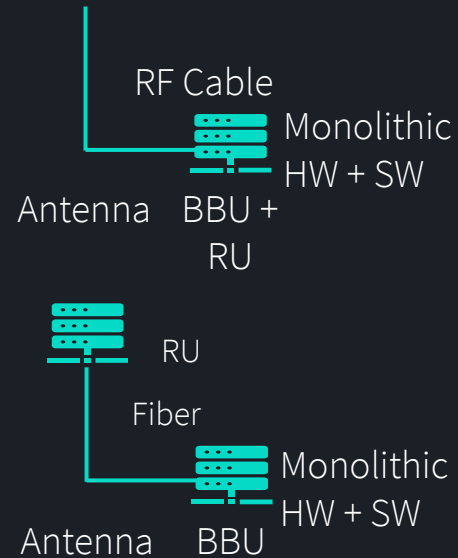 RF Cable
Monolithic
HW + SW
Antenna
BBU +
RU
RU
Fiber
Monolithic
HW + SW
Antenna
BBU